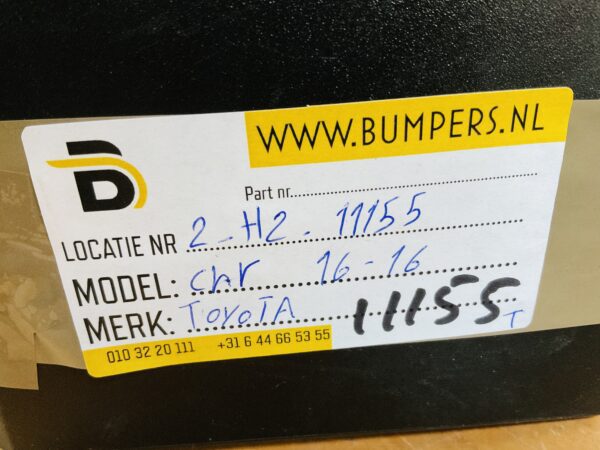 WWW.BUMPERS.NL
B
Part nr.
LOCATIE NR 2-H2-11155
MODEL: chr 16-16
MERK: TOYOTA 11155 T
010 32 20 111 +31 6 44 66 53 55